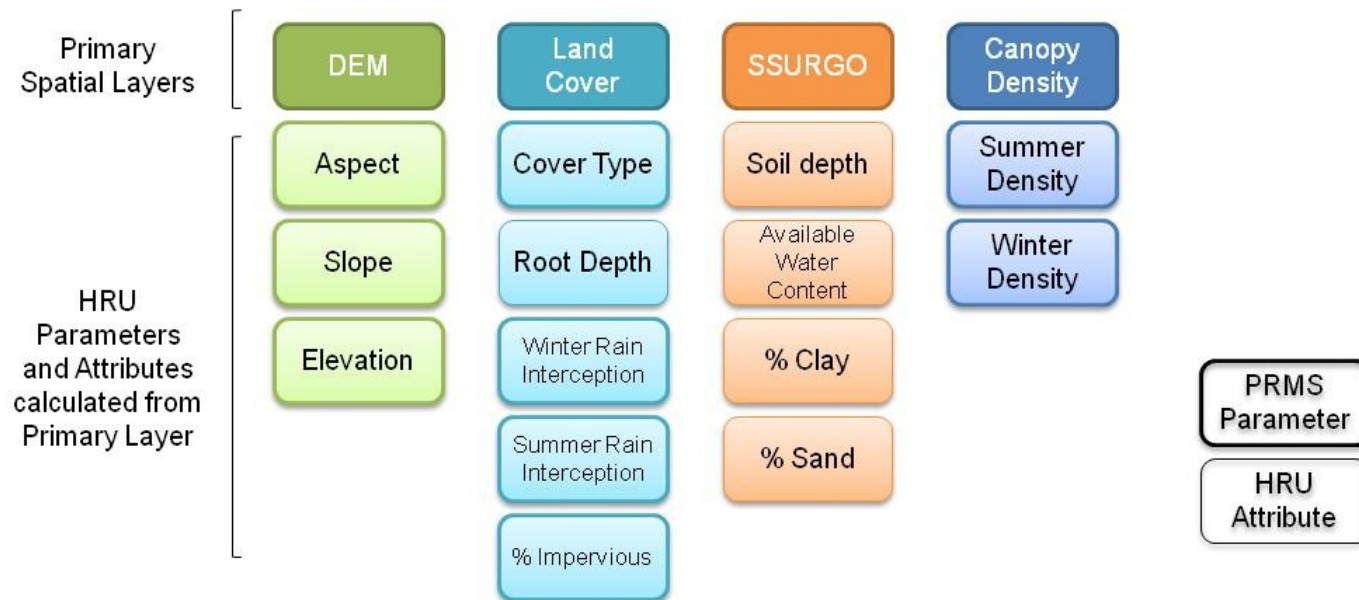 Primary
Spatial Layers
DEM
Land
Cover
SSURGO
Canopy
Density
HRU
Parameters
and Attributes
calculated from
Primary Layer
Aspect
Slope
Elevation
Cover Type
Root Depth
Winter Rain
Interception
Summer Rain
Interception
% Impervious
Soil depth
Available
Water
Content
% Clay
% Sand
Summer
Density
Winter
Density
PRMS
Parameter
HRU
Attribute